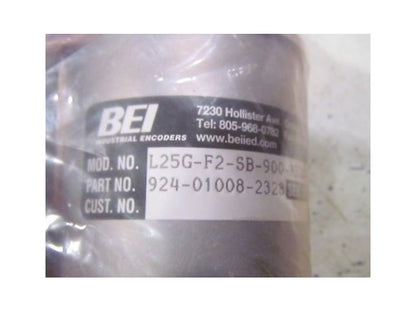 BEI
INDUSTRIAL ENCODERS
7230 Hollister Ave.
Tel: 805-968-0782
www.beiied.com
MOD. NO. L25G-F2-SB-900-
PART NO. 924-01008-2329
CUST. NO.